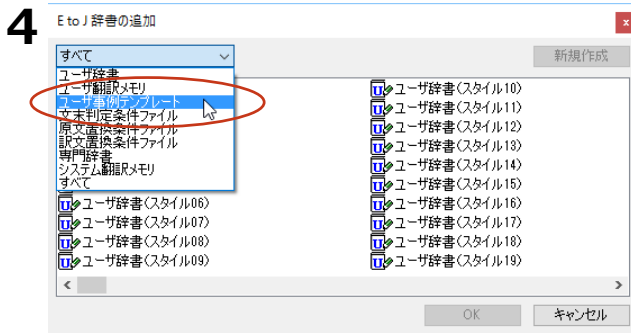 4
E to J 辞書の追加
x
すべて
新規作成
ユーザ辞書
ユーザ翻訳メモリ
ユーザ事例テンプレート
文末判定条件ファイル
原文置換条件ファイル
訳文置換条件ファイル
専門辞書
システム翻訳メモリ
すべて
ユーザ辞書(スタイル06)
ユーザ辞書(スタイル07)
ユーザ辞書(スタイル08)
ユーザ辞書(スタイル09)
ユーザ辞書(スタイル10)
ユーザ辞書(スタイル11)
ユーザ辞書(スタイル12)
ユーザ辞書(スタイル13)
ユーザ辞書(スタイル14)
ユーザ辞書(スタイル15)
ユーザ辞書(スタイル16)
ユーザ辞書(スタイル17)
ユーザ辞書(スタイル18)
ユーザ辞書(スタイル19)
OK
キャンセル